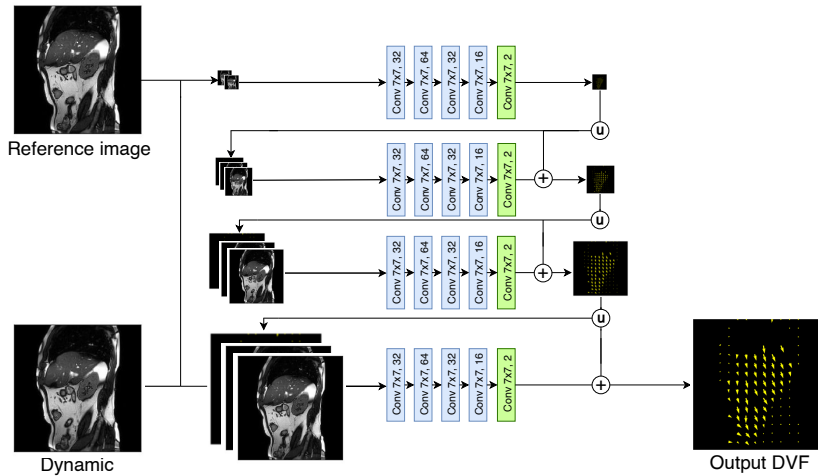 Reference image
Conv 7x7, 32
Conv 7x7, 64
Conv 7x7, 32
Conv 7x7, 16
Conv 7x7, 2
u
Conv 7x7, 32
Conv 7x7, 64
Conv 7x7, 32
Conv 7x7, 16
Conv 7x7, 2
+
u
Conv 7x7, 32
Conv 7x7, 64
Conv 7x7, 32
Conv 7x7, 16
Conv 7x7, 2
+
u
Conv 7x7, 32
Conv 7x7, 64
Conv 7x7, 32
Conv 7x7, 16
Conv 7x7, 2
+
Dynamic
Output DVF